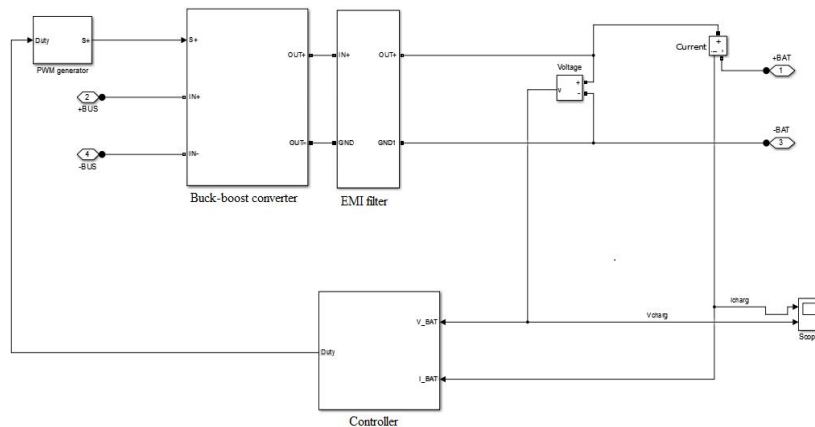 Duty
S+
PWM generator
2
+BUS
4
-BUS
S+
IN+
IN-
OUT+
OUT-
Buck-boost converter
IN+
GND
OUT+
GND1
EMI filter
Voltage
v
+
-
Current
+
-
i
+BAT
1
-BAT
3
Icharg
Vcharg
Scop
V_BAT
I_BAT
Duty
Controller